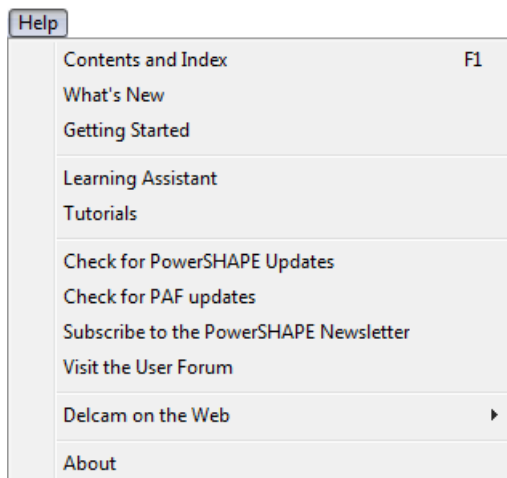 Help
Contents and Index F1
What's New
Getting Started
Learning Assistant
Tutorials
Check for PowerSHAPE Updates
Check for PAF updates
Subscribe to the PowerSHAPE Newsletter
Visit the User Forum
Delcam on the Web
About